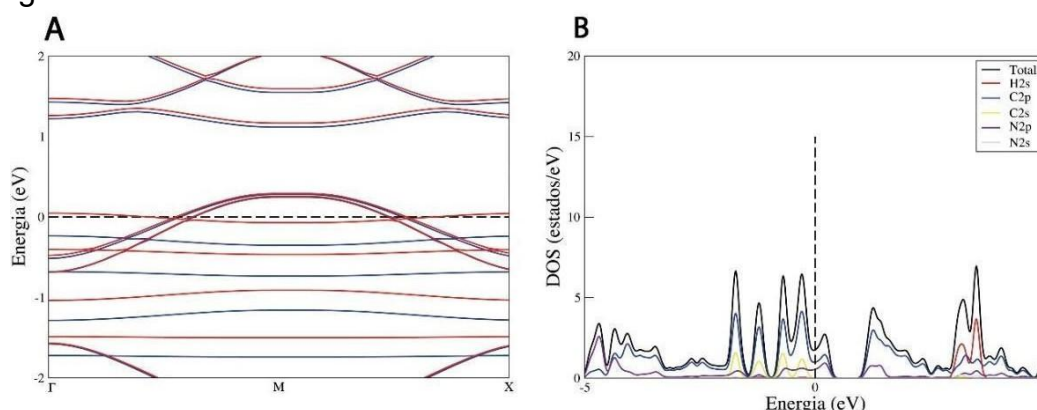 A
2
1
0
-1
-2
Energia (eV)
Γ
M
X
B
20
15
10
5
0
DOS (estados/eV)
-5
0
Energia (eV)
Total
H2s
C2p
C2s
N2p
N2s